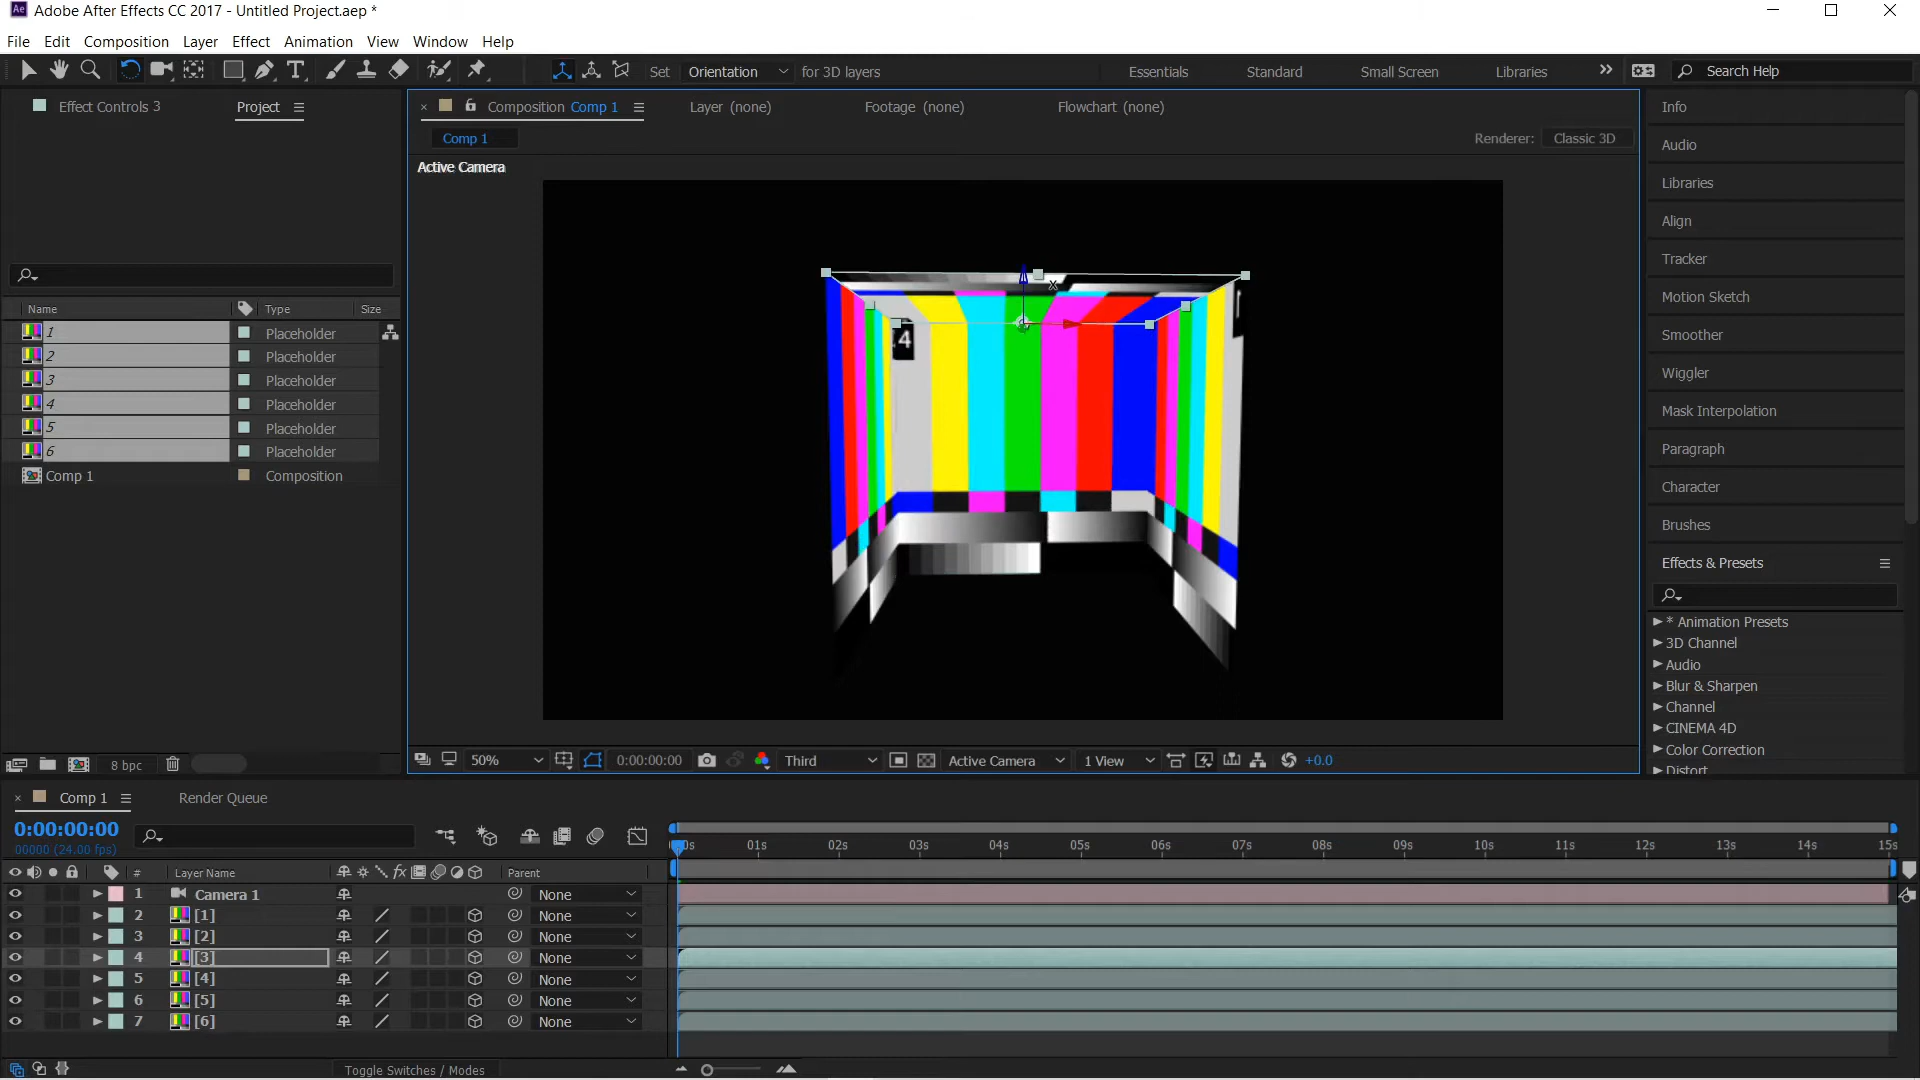 Adobe After Effects CC 2017 - Untitled Project.aep *
File Edit Composition Layer Effect Animation View Window Help
Set Orientation for 3D layers Essentials Standard Small Screen Libraries Search Help
Effect Controls 3 Project
Composition Comp 1 Layer (none) Footage (none) Flowchart (none)
Comp 1 Renderer: Classic 3D
Active Camera
Name Type Size
1 Placeholder
2 Placeholder
3 Placeholder
4 Placeholder
5 Placeholder
6 Placeholder
Comp 1 Composition
8 bpc
x
4
50% 0:00:00:00 Third Active Camera 1 View +0.0
Info
Audio
Libraries
Align
Tracker
Motion Sketch
Smoother
Wiggler
Mask Interpolation
Paragraph
Character
Brushes
Effects & Presets
* Animation Presets
3D Channel
Audio
Blur & Sharpen
Channel
CINEMA 4D
Color Correction
Distort
Comp 1 Render Queue
0:00:00:00
00000 (24.00 fps)
01s 02s 03s 04s 05s 06s 07s 08s 09s 10s 11s 12s 13s 14s 15s
# Layer Name fx Parent
1 Camera 1 None
2 [1] None
3 [2] None
4 [3] None
5 [4] None
6 [5] None
7 [6] None
Toggle Switches / Modes